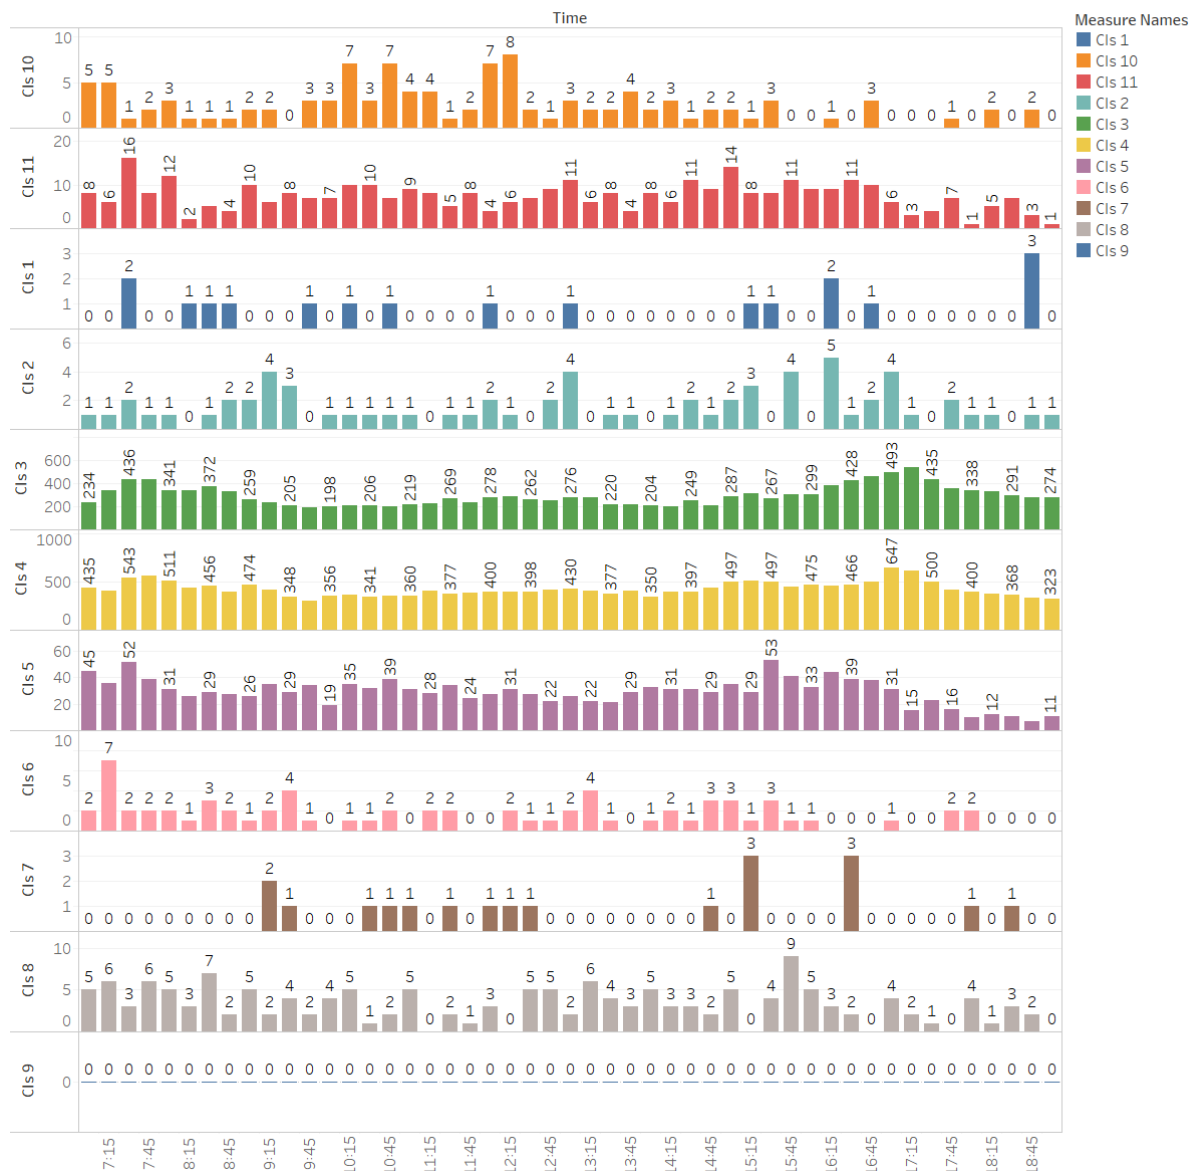 Time
Measure Names
Cls 1
Cls 10
Cls 11
Cls 2
Cls 3
Cls 4
Cls 5
Cls 6
Cls 7
Cls 8
Cls 9
Cls 10
10
5
0
5 5 1 2 3 1 1 1 2 2 0 3 3 7 3 7 4 4 1 2 7 8 2 1 3 2 2 4 2 3 1 2 2 1 3 0 0 1 0 3 0 0 0 1 0 2 0 2 0
Cls 11
20
10
0
8 6 16 12 2 4 10 8 7 10 9 5 8 4 6 11 6 8 4 8 6 11 14 8 11 11 6 3 7 1 5 3 1
Cls 1
3
2
1
0 0 2 0 0 1 1 1 0 0 0 1 0 1 0 1 0 0 0 0 1 0 0 0 1 0 0 0 0 0 0 0 0 1 1 0 0 2 0 1 0 0 0 0 0 0 0 3 0
Cls 2
6
4
2
1 1 2 1 1 0 1 2 2 4 3 0 1 1 1 1 1 0 1 1 2 1 0 2 4 0 1 1 0 1 2 1 2 3 0 4 0 5 1 2 4 1 0 2 1 1 0 1 1
Cls 3
600
400
200
234 436 341 372 259 205 198 206 219 269 278 262 276 220 204 249 287 267 299 428 493 435 338 291 274
Cls 4
1000
500
0
435 543 511 456 474 348 356 341 360 377 400 398 430 377 350 397 497 497 475 466 647 500 400 368 323
Cls 5
60
40
20
45 52 31 29 26 29 19 35 39 28 24 31 22 22 29 31 29 29 53 33 39 31 15 16 12 11
Cls 6
10
5
0
2 7 2 2 2 1 3 2 1 2 4 1 0 1 1 2 0 2 2 0 0 2 1 1 2 4 1 0 1 2 1 3 3 1 3 1 1 0 0 0 1 0 0 2 2 0 0 0 0
Cls 7
3
2
1
0 0 0 0 0 0 0 0 0 2 1 0 0 0 1 1 1 0 1 0 1 1 1 0 0 0 0 0 0 0 0 1 0 3 0 0 0 0 3 0 0 0 0 0 1 0 1 0 0
Cls 8
10
5
0
5 6 3 6 5 3 7 2 5 2 4 2 4 5 1 2 5 0 2 1 3 0 5 5 2 6 4 3 5 3 3 2 5 0 4 9 5 3 2 0 4 2 1 0 4 1 3 2 0
Cls 9
0
0 0 0 0 0 0 0 0 0 0 0 0 0 0 0 0 0 0 0 0 0 0 0 0 0 0 0 0 0 0 0 0 0 0 0 0 0 0 0 0 0 0 0 0 0 0 0 0 0
7:15 7:45 8:15 8:45 9:15 9:45 10:15 10:45 11:15 11:45 12:15 12:45 13:15 13:45 14:15 14:45 15:15 15:45 16:15 16:45 17:15 17:45 18:15 18:45